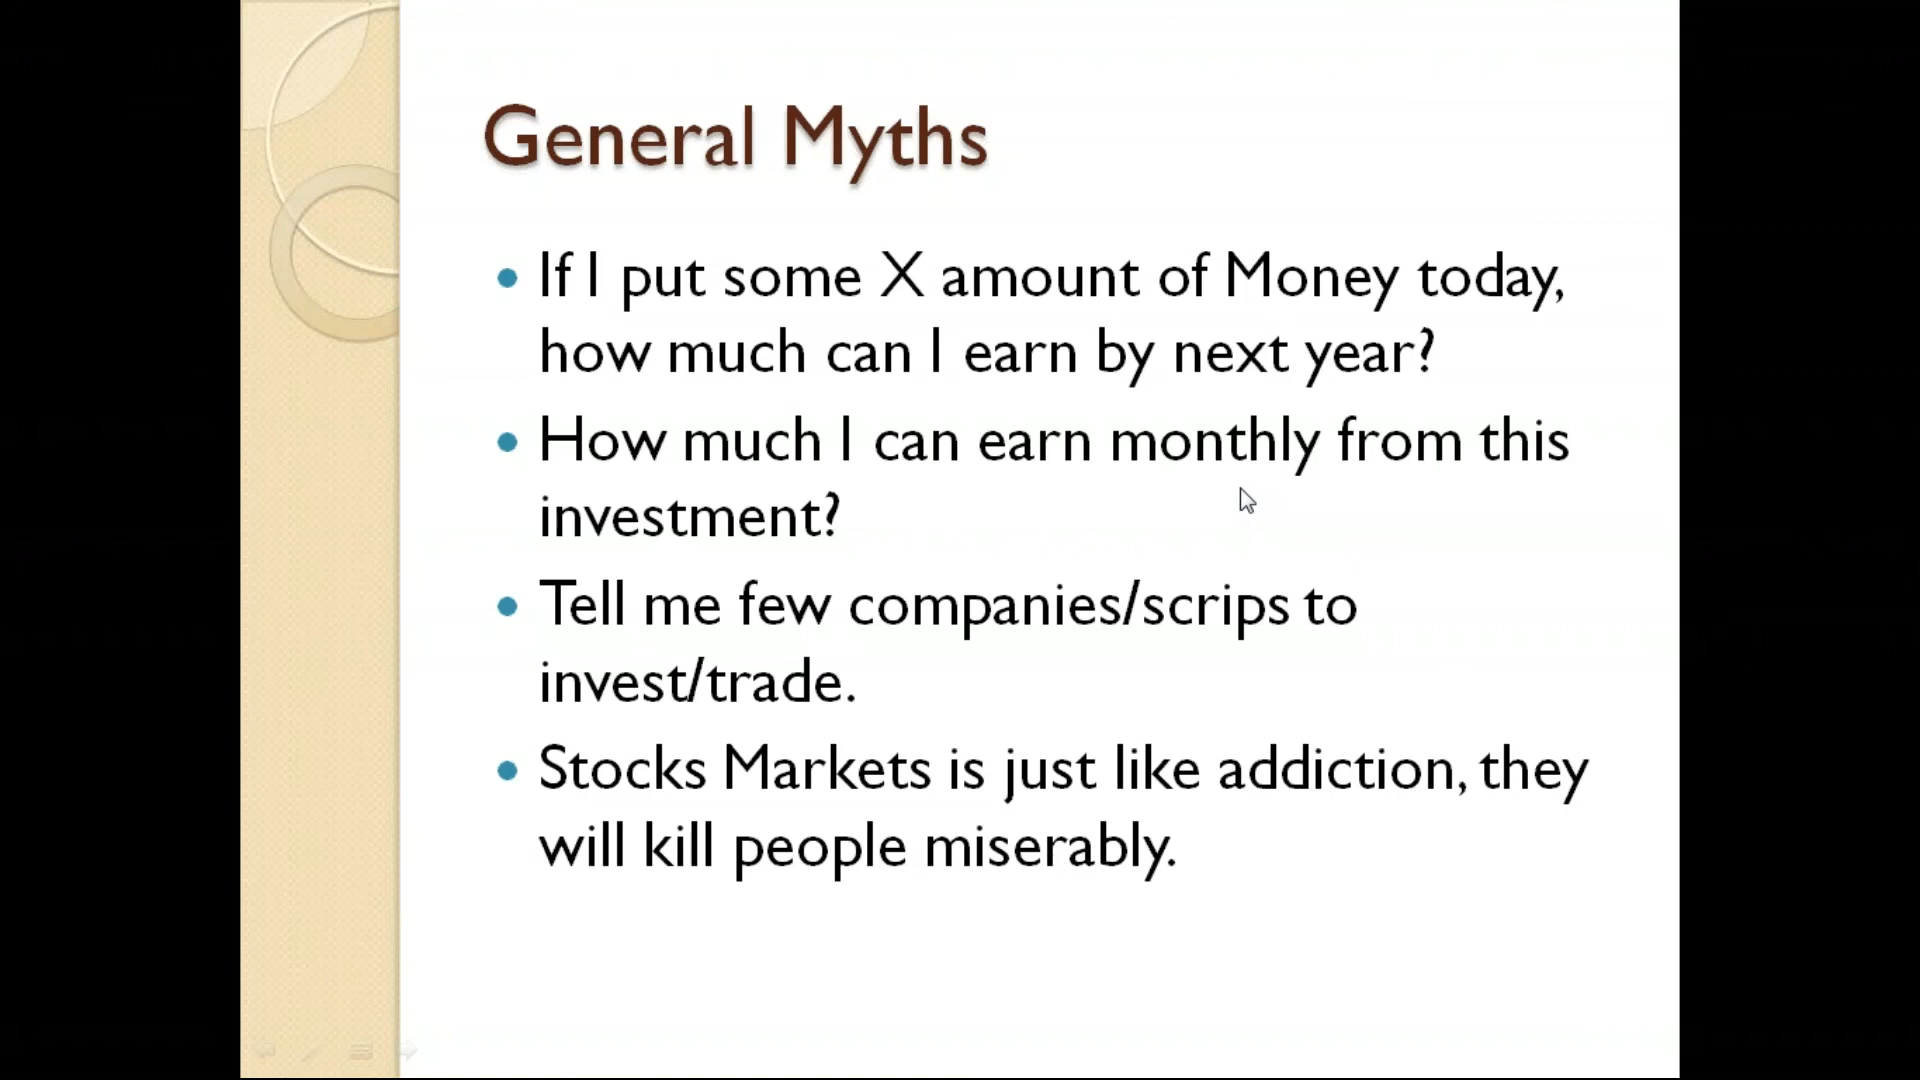 General Myths
If I put some X amount of Money today,
how much can I earn by next year?
How much I can earn monthly from this
investment?
Tell me few companies/scrips to
invest/trade.
Stocks Markets is just like addiction, they
will kill people miserably.